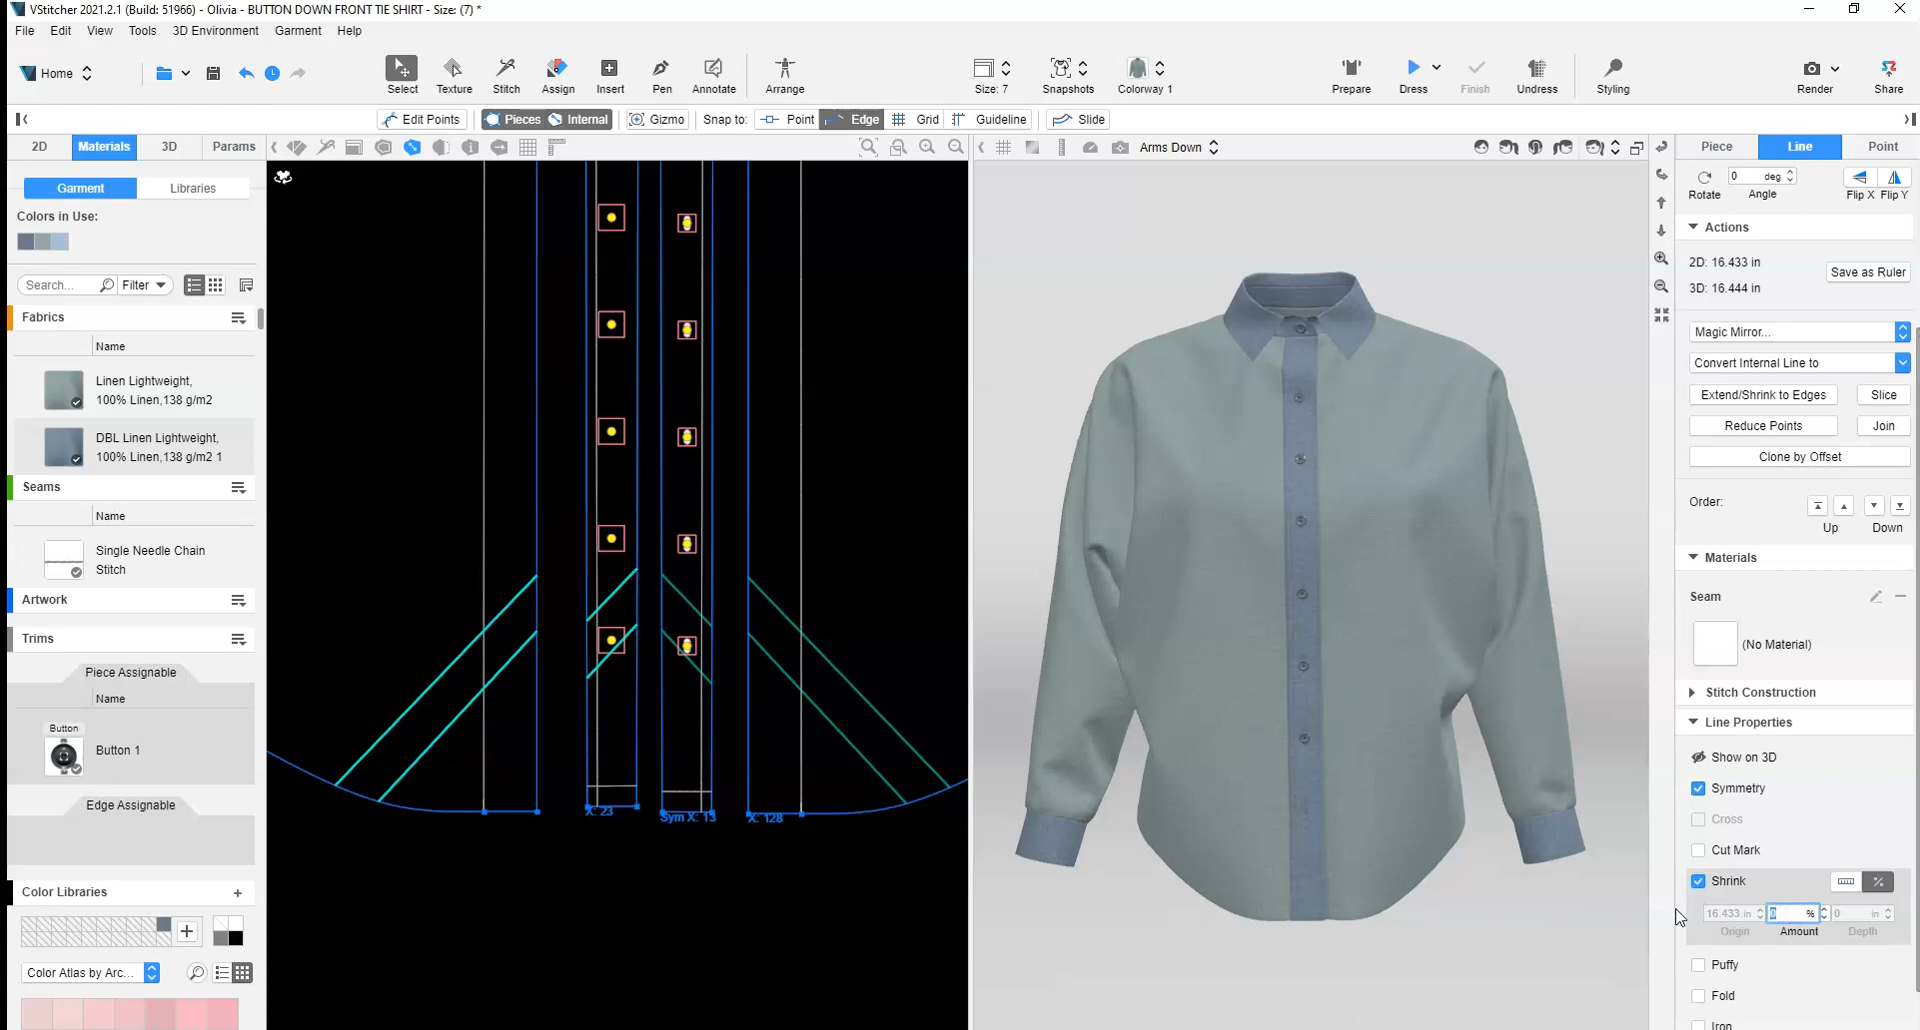 VStitcher 2021.2.1 (Build: 51966) - Olivia - BUTTON DOWN FRONT TIE SHIRT - Size: (7) *
File Edit View Tools 3D Environment Garment Help
Home
Select Texture Stitch Assign Insert Pen Annotate Arrange
Size: 7 Snapshots Colorway 1
Prepare Dress Finish Undress Styling Render Share
Edit Points Pieces Internal Gizmo Snap to: Point Edge Grid Guideline Slide
2D Materials 3D Params
Arms Down
Piece Line Point
Garment Libraries
Colors in Use:
Search... Filter
Fabrics
Name
Linen Lightweight,
100% Linen,138 g/m2
DBL Linen Lightweight,
100% Linen,138 g/m2 1
Seams
Name
Single Needle Chain
Stitch
Artwork
Trims
Piece Assignable
Name
Button
Button 1
Edge Assignable
Color Libraries
Color Atlas by Arc...
X: 23
Sym X: 13
X: 128
0 deg
Rotate Angle Flip X Flip Y
Actions
2D: 16.433 in
Save as Ruler
3D: 16.444 in
Magic Mirror...
Convert Internal Line to
Extend/Shrink to Edges Slice
Reduce Points Join
Clone by Offset
Order:
Up Down
Materials
Seam
(No Material)
Stitch Construction
Line Properties
Show on 3D
Symmetry
Cross
Cut Mark
Shrink
%
16.433 in 0 % 0 in
Origin Amount Depth
Puffy
Fold
Iron